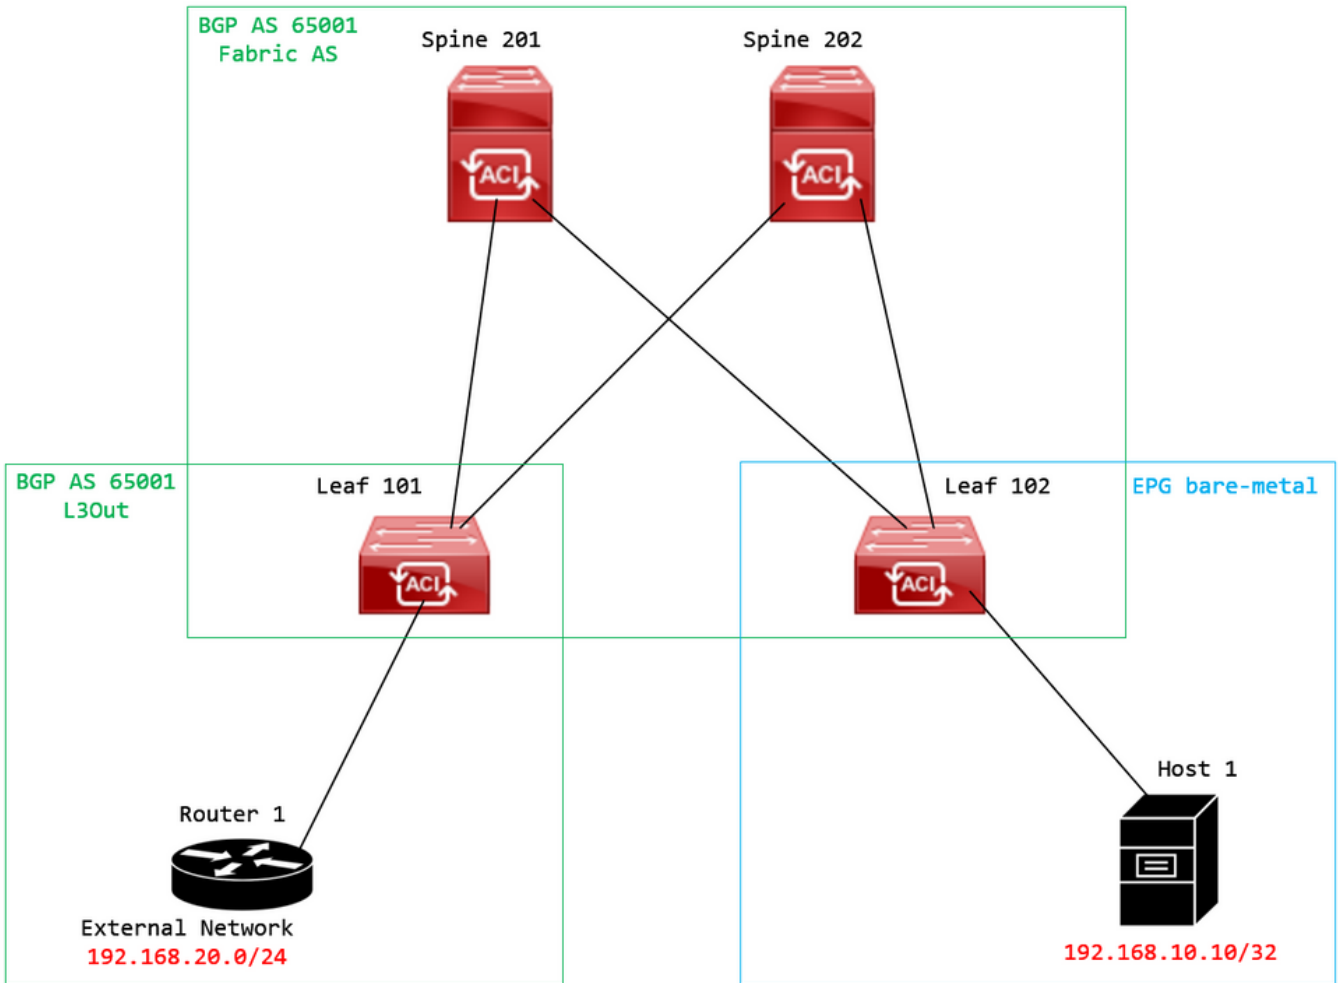 BGP AS 65001
Fabric AS
Spine 201
Spine 202
ACI
ACI
BGP AS 65001
L3Out
Leaf 101
Leaf 102
EPG bare-metal
ACI
ACI
Host 1
Router 1
External Network
192.168.20.0/24
192.168.10.10/32